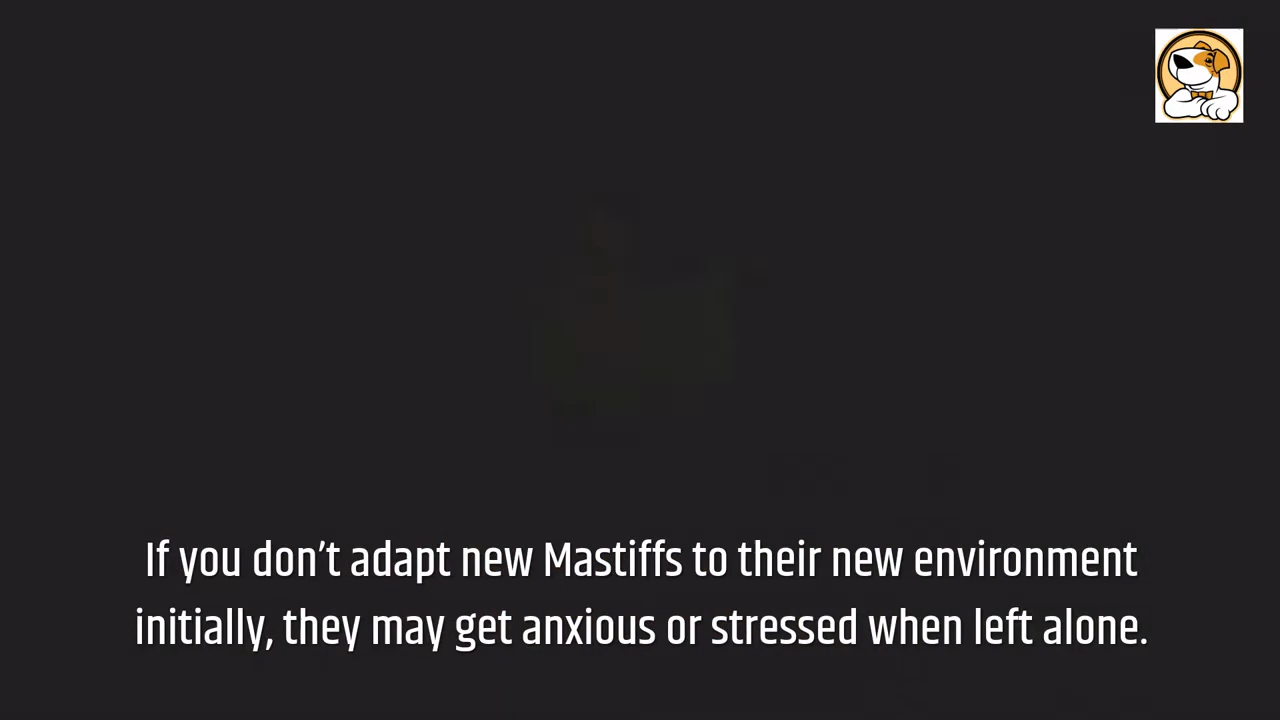 If you don’t adapt new Mastiffs to their new environment
initially, they may get anxious or stressed when left alone.